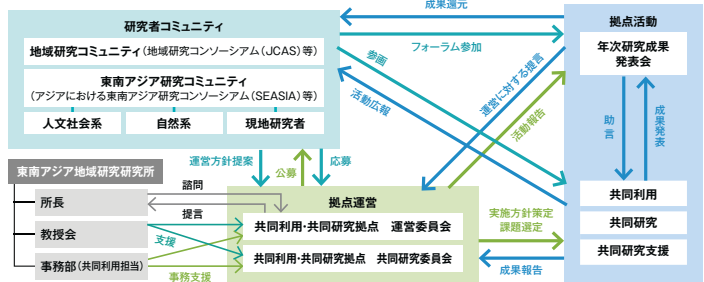 成果還元
研究者コミュニティ
地域研究コミュニティ（地域研究コンソーシアム（JCAS）等）
東南アジア研究コミュニティ
（アジアにおける東南アジア研究コンソーシアム（SEASIA）等）
人文社会系
自然系
現地研究者
フォーラム参加
参画
活動広報
運営に対する提言
活動報告
拠点活動
年次研究成果
発表会
助言
成果発表
共同利用
共同研究
共同研究支援
運営方針提案
公募
応募
東南アジア地域研究研究所
所長
教授会
事務部（共同利用担当）
諮問
提言
支援
事務支援
拠点運営
共同利用・共同研究拠点　運営委員会
共同利用・共同研究拠点　共同研究委員会
実施方針策定
課題選定
成果報告